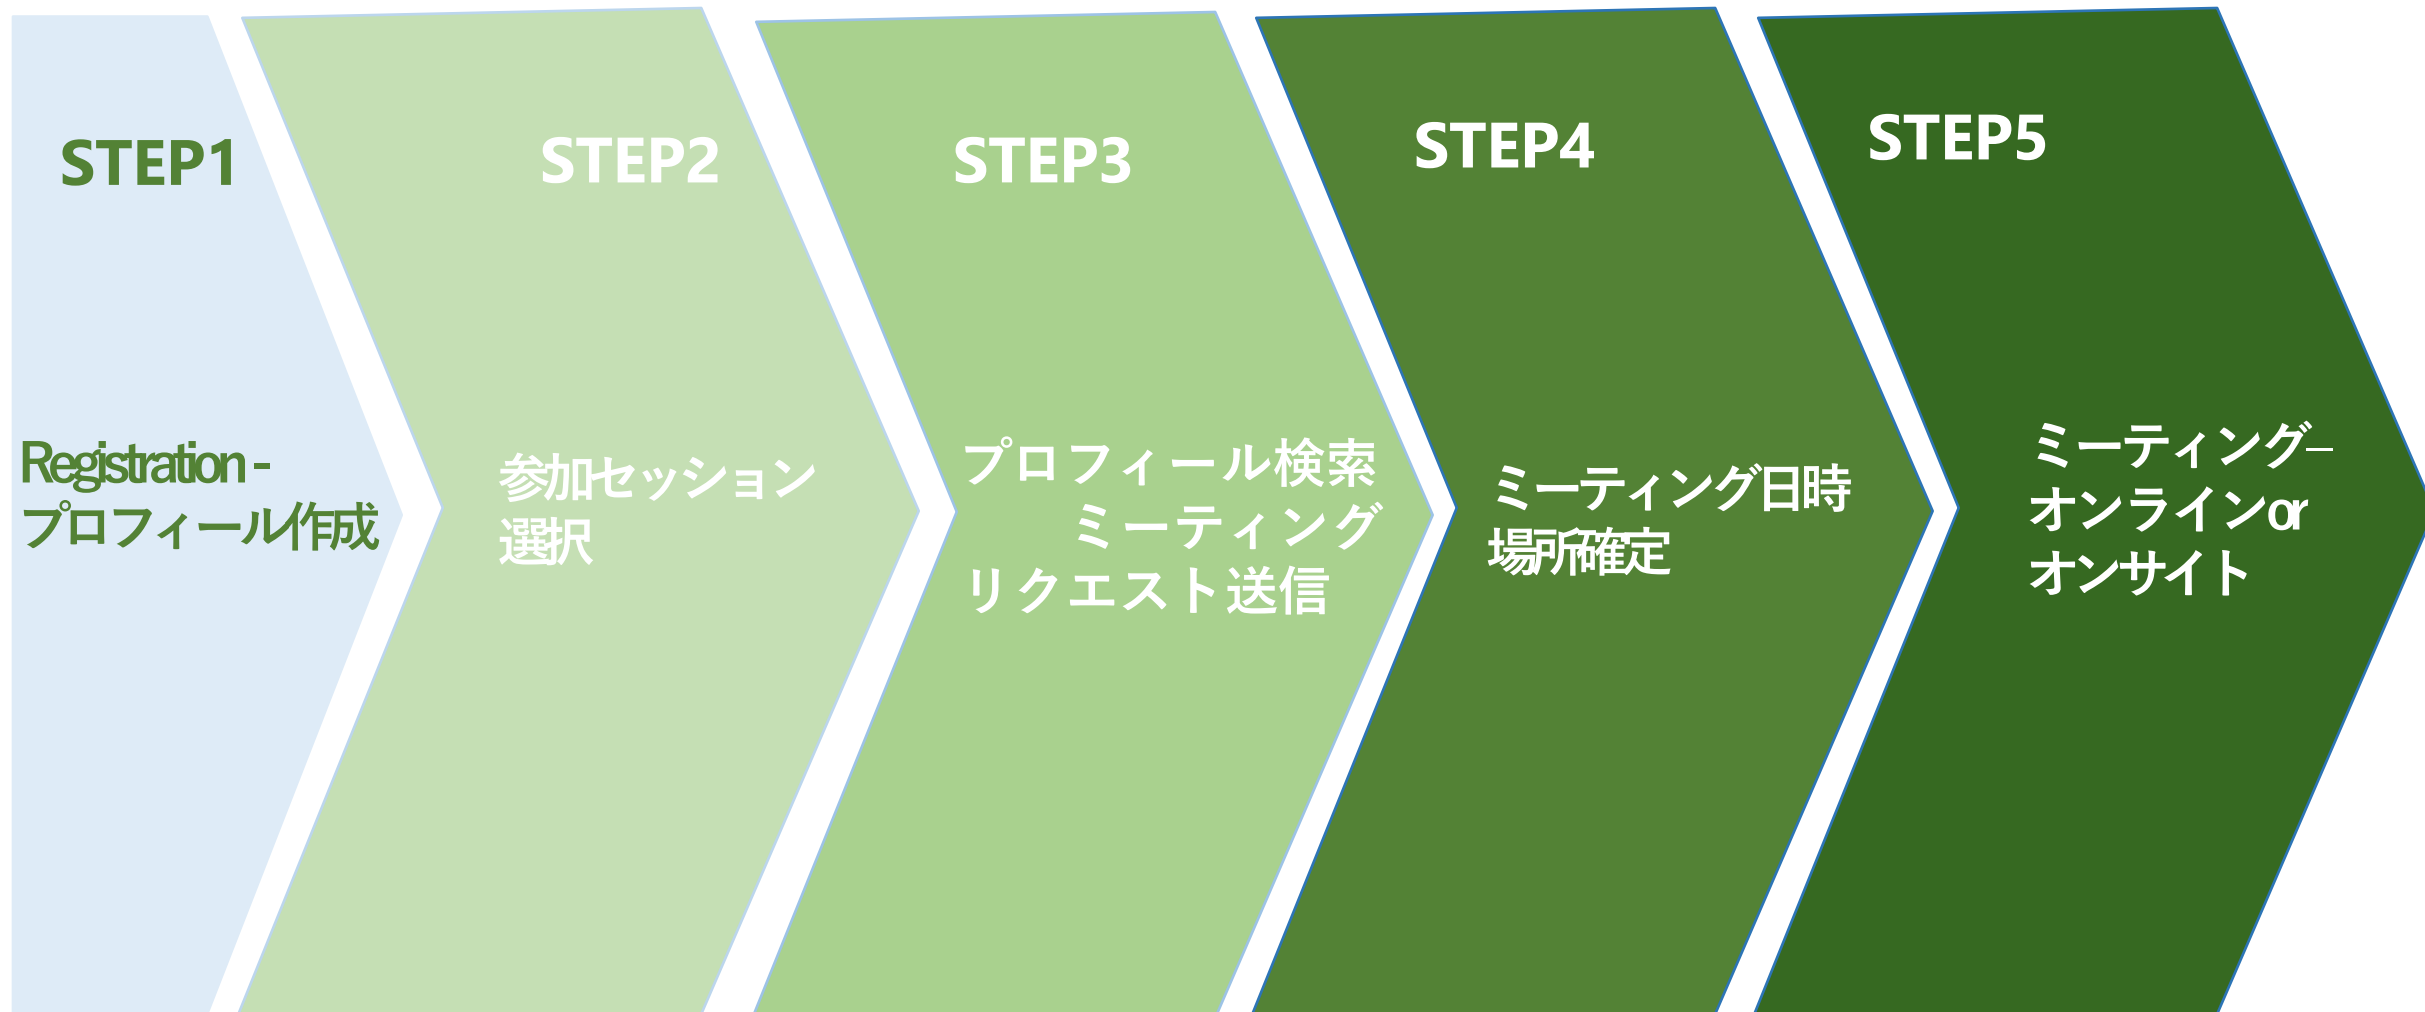 STEP1
Registration -
プロフィール作成
STEP2
参加セッション
選択
STEP3
プロフィール検索
ミーティング
リクエスト送信
STEP4
ミーティング日時
場所確定
STEP5
ミーティング–
オンラインor
オンサイト